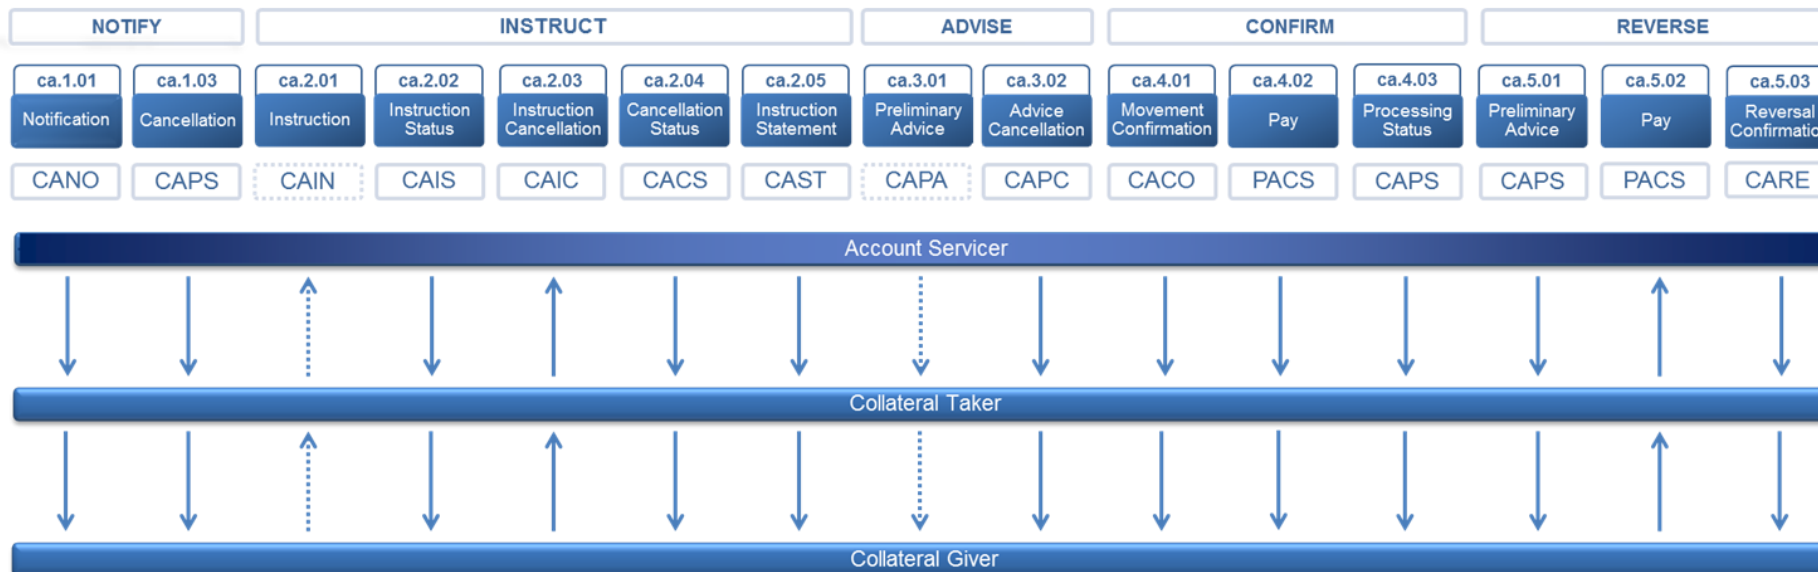 NOTIFY INSTRUCT ADVISE CONFIRM REVERSE
ca.1.01 ca.1.03 ca.2.01 ca.2.02 ca.2.03 ca.2.04 ca.2.05 ca.3.01 ca.3.02 ca.4.01 ca.4.02 ca.4.03 ca.5.01 ca.5.02 ca.5.03
Notification
Cancellation
Instruction
Instruction
Status
Instruction
Cancellation
Cancellation
Status
Instruction
Statement
Preliminary
Advice
Advice
Cancellation
Movement
Confirmation
Pay
Processing
Status
Preliminary
Advice
Pay
Reversal
Confirmatio
CANO CAPS CAIN CAIS CAIC CACS CAST CAPA CAPC CACO PACS CAPS CAPS PACS CARE
Account Servicer
Collateral Taker
Collateral Giver